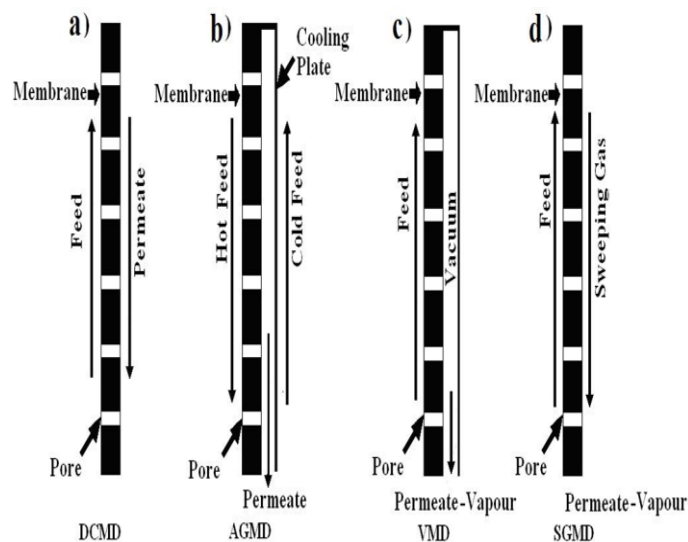 a)
Membrane
Feed
Permeate
Pore
DCMD
b)
Cooling
Plate
Membrane
Hot Feed
Cold Feed
Pore
Permeate
AGMD
c)
Membrane
Feed
Vacuum
Pore
Permeate-Vapour
VMD
d)
Membrane
Feed
Sweeping Gas
Pore
Permeate-Vapour
SGMD